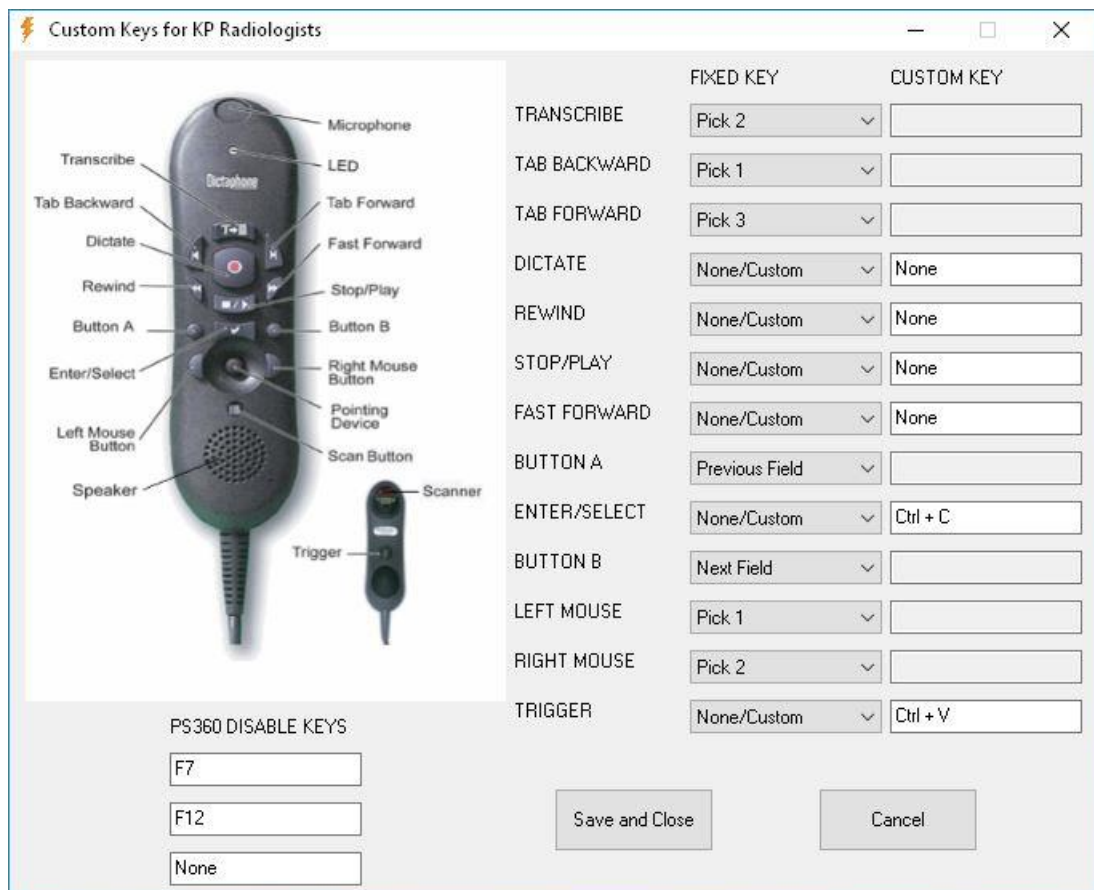 Custom Keys for KP Radiologists
Microphone
Transcribe
LED
Dictaphone
Tab Backward
Tab Forward
Dictate
Fast Forward
Rewind
Stop/Play
Button A
Button B
Enter/Select
Right Mouse
Button
Pointing
Device
Left Mouse
Button
Scan Button
Speaker
Scanner
Trigger
PS360 DISABLE KEYS
F7
F12
None
FIXED KEY CUSTOM KEY
TRANSCRIBE Pick 2
TAB BACKWARD Pick 1
TAB FORWARD Pick 3
DICTATE None/Custom None
REWIND None/Custom None
STOP/PLAY None/Custom None
FAST FORWARD None/Custom None
BUTTON A Previous Field
ENTER/SELECT None/Custom Ctrl + C
BUTTON B Next Field
LEFT MOUSE Pick 1
RIGHT MOUSE Pick 2
TRIGGER None/Custom Ctrl + V
Save and Close Cancel